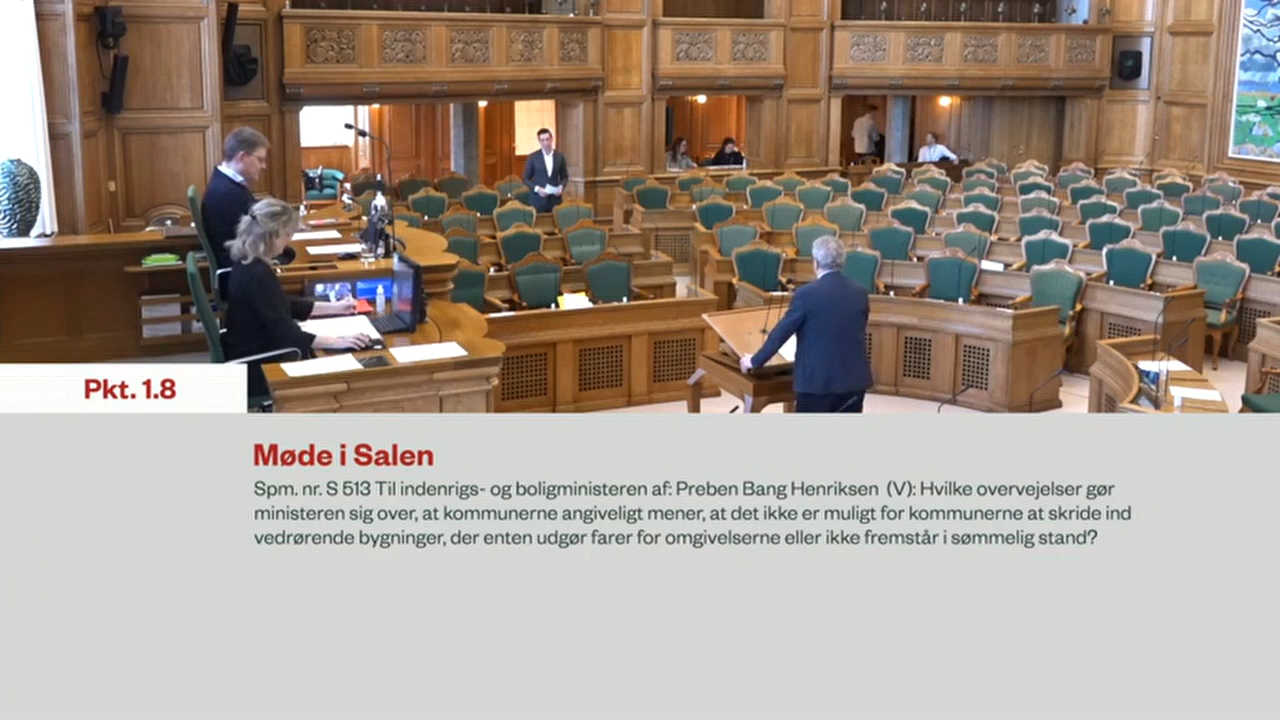 Pkt. 1.8
Møde i Salen
Spm. nr. S 513 Til indenrigs- og boligministeren af: Preben Bang Henriksen (V): Hvilke overvejelser gør
ministeren sig over, at kommunerne angiveligt mener, at det ikke er muligt for kommunerne at skride ind
vedrørende bygninger, der enten udgør farer for omgivelserne eller ikke fremstår i sømmelig stand?